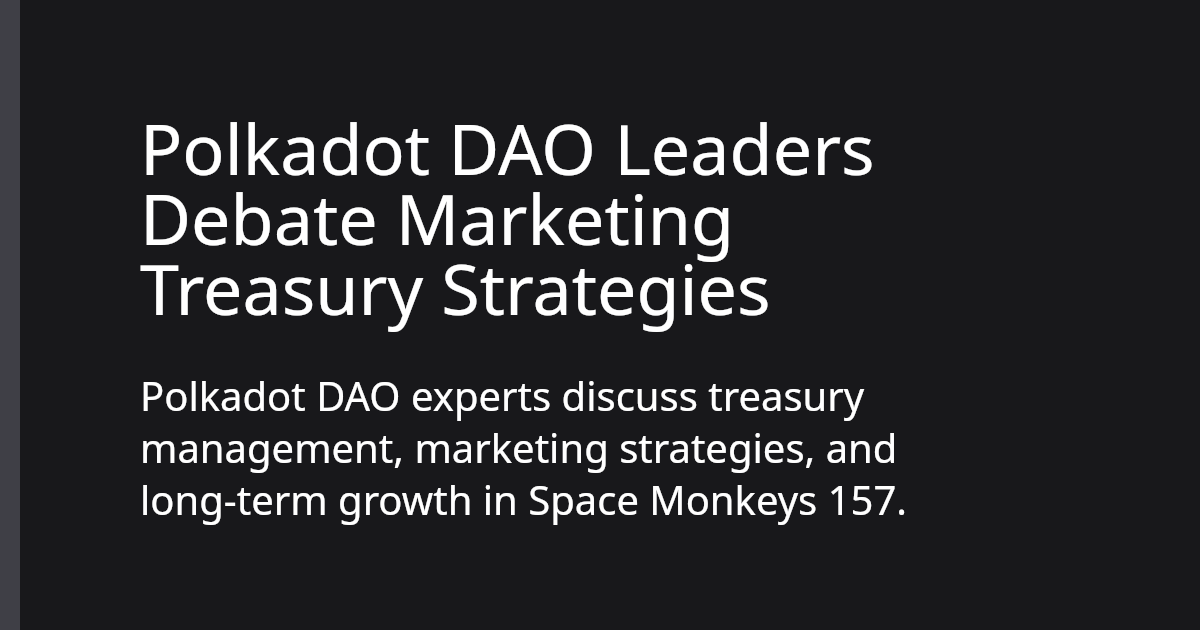 Polkadot DAO Leaders
Debate Marketing
Treasury Strategies
Polkadot DAO experts discuss treasury
management, marketing strategies, and
long-term growth in Space Monkeys 157.